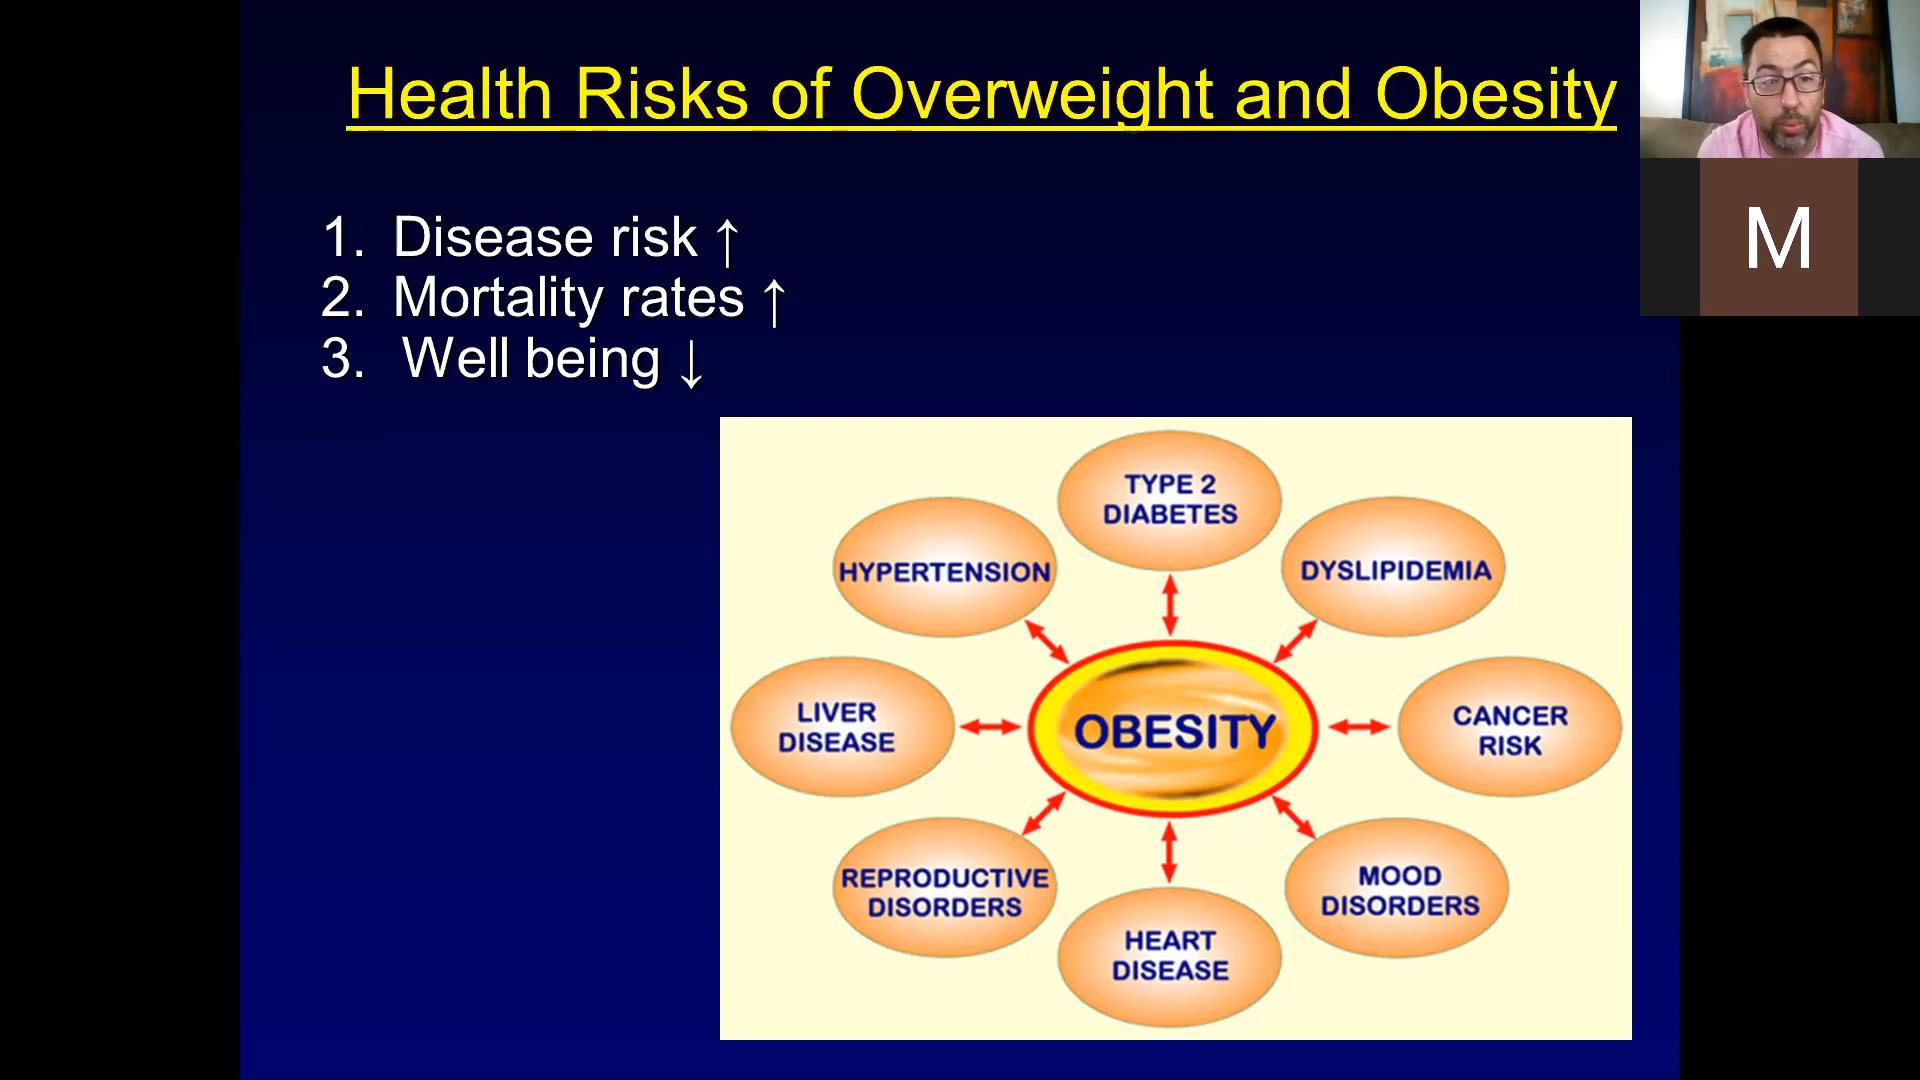 Health Risks of Overweight and Obesity
1. Disease risk ↑
2. Mortality rates ↑
3. Well being ↓
M
TYPE 2
DIABETES
HYPERTENSION
DYSLIPIDEMIA
LIVER
DISEASE
OBESITY
CANCER
RISK
REPRODUCTIVE
DISORDERS
MOOD
DISORDERS
HEART
DISEASE